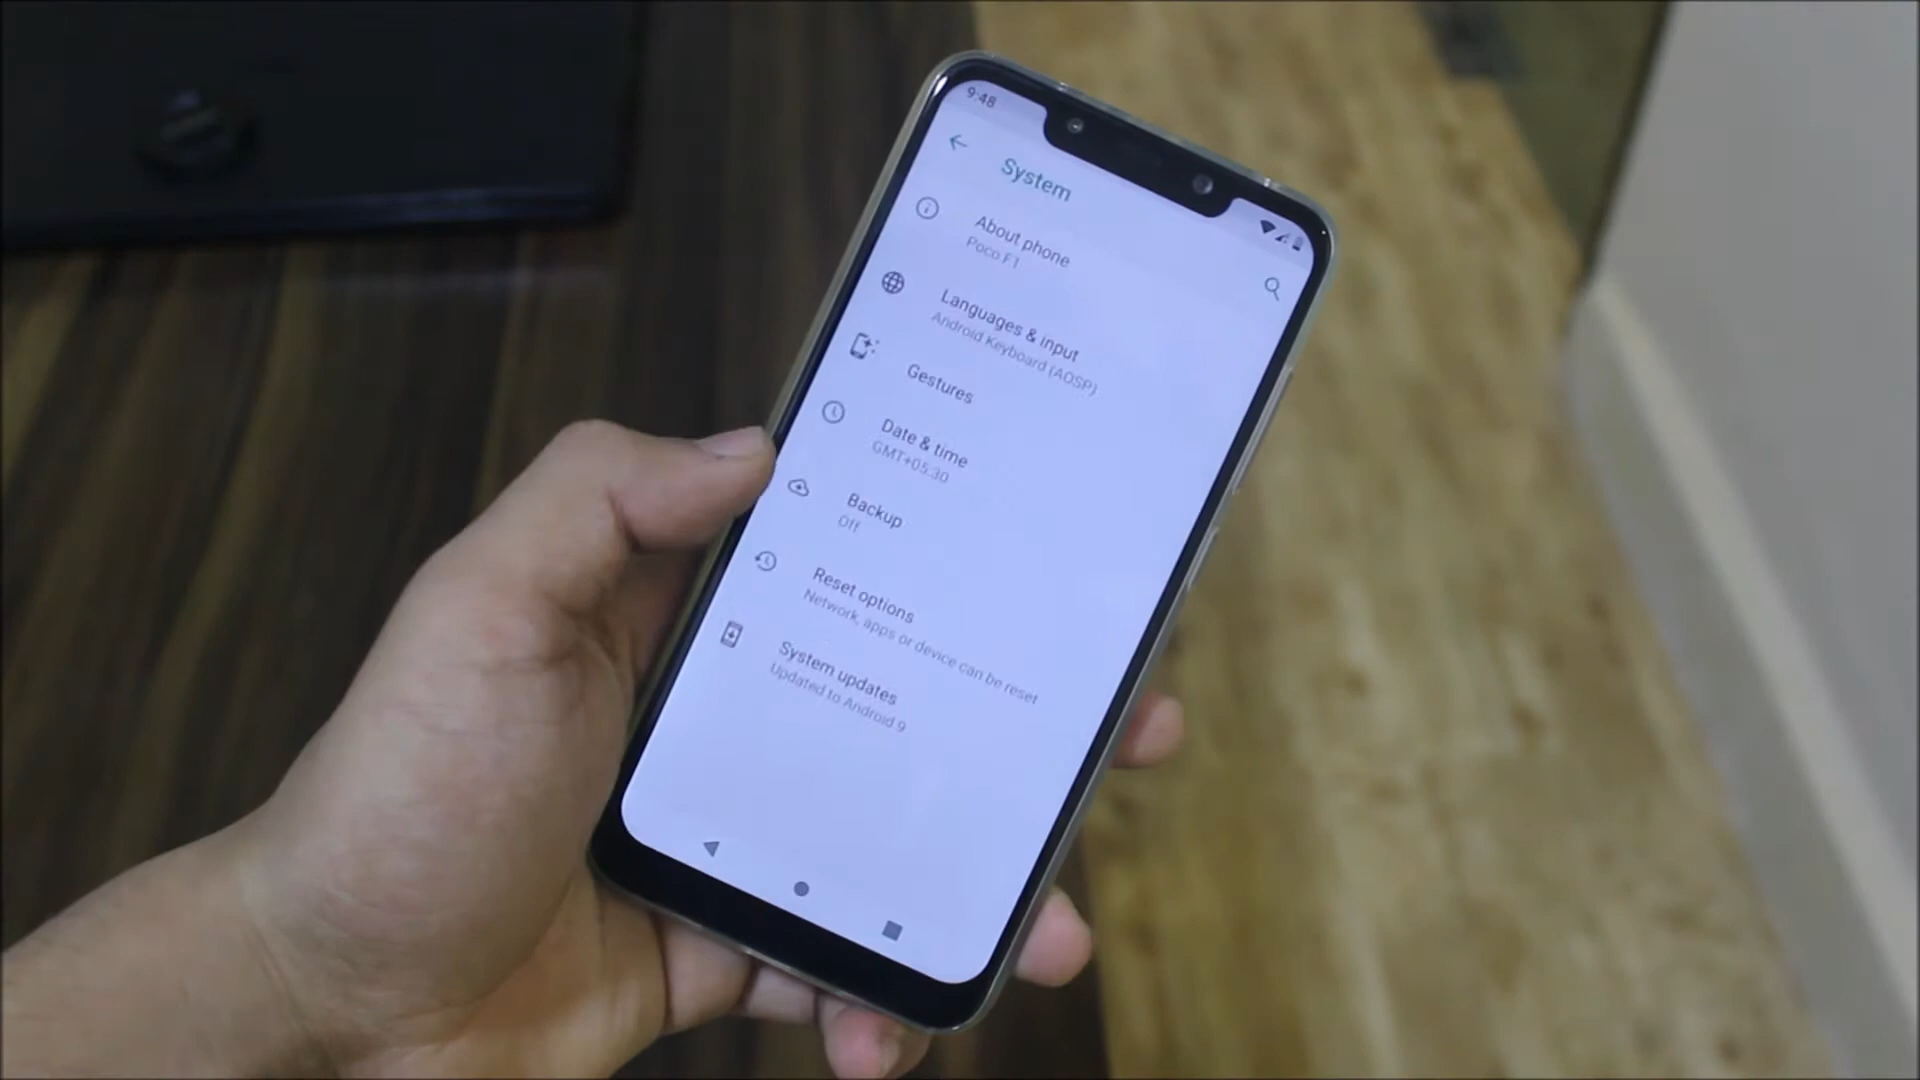 9:48
System
About phone
Poco F1
Languages & input
Android Keyboard (AOSP)
Gestures
Date & time
GMT+05:30
Backup
Off
Reset options
Network, apps or device can be reset
System updates
Updated to Android 9